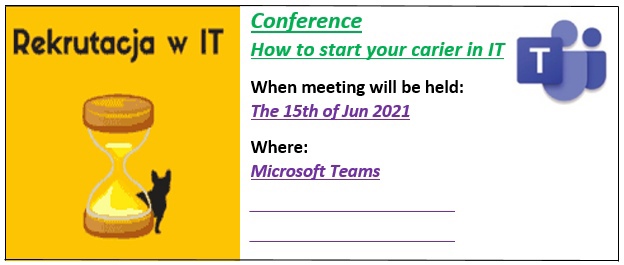 Rekrutacja w IT
Conference
How to start your carier in IT
When meeting will be held:
The 15th of Jun 2021
Where:
Microsoft Teams
T